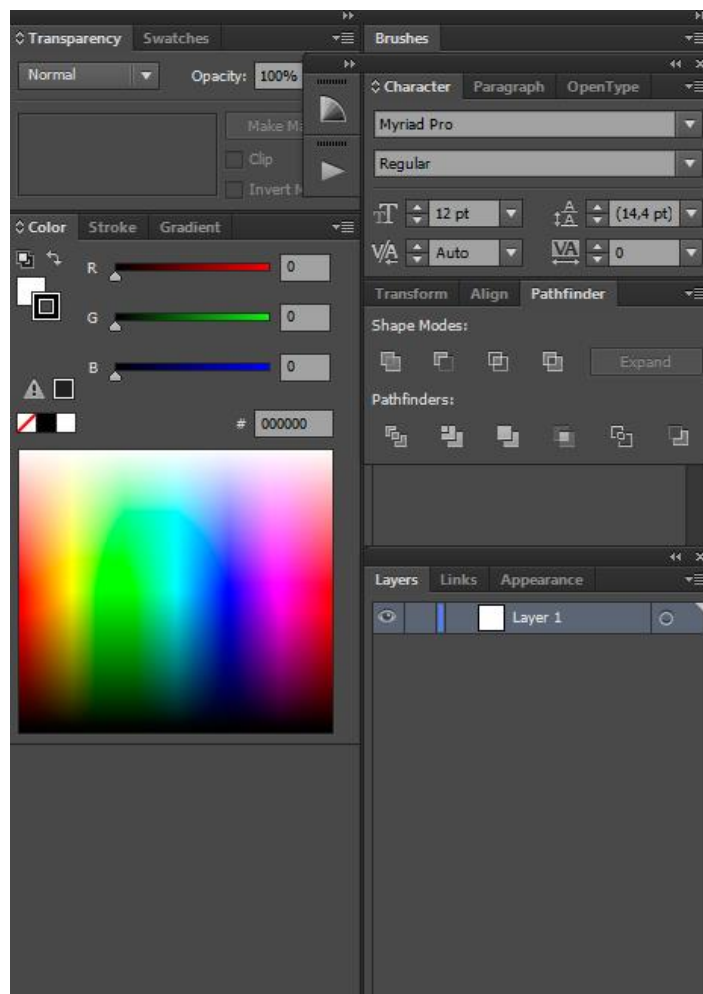 Transparency Swatches
Normal Opacity: 100%
Make M
Clip
Invert M
Color Stroke Gradient
R 0
G 0
B 0
# 000000
Brushes
Character Paragraph OpenType
Myriad Pro
Regular
12 pt (14,4 pt)
Auto 0
Transform Align Pathfinder
Shape Modes:
Expand
Pathfinders:
Layers Links Appearance
Layer 1